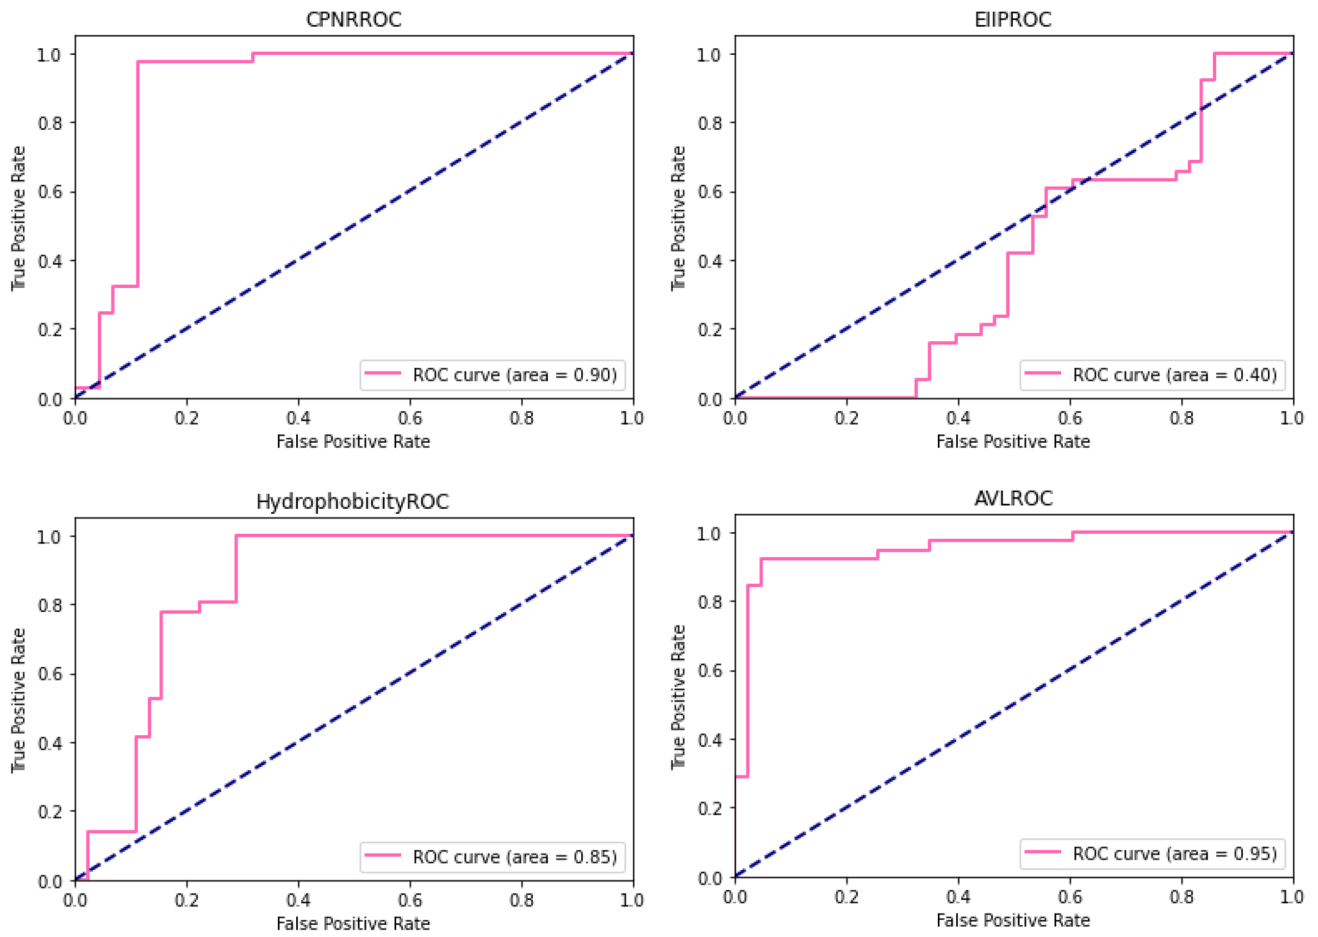 CPNRROC
True Positive Rate
1.0
0.8
0.6
0.4
0.2
0.0
ROC curve (area = 0.90)
0.0 0.2 0.4 0.6 0.8 1.0
False Positive Rate
EIIPROC
True Positive Rate
1.0
0.8
0.6
0.4
0.2
0.0
ROC curve (area = 0.40)
0.0 0.2 0.4 0.6 0.8 1.0
False Positive Rate
HydrophobicityROC
True Positive Rate
1.0
0.8
0.6
0.4
0.2
0.0
ROC curve (area = 0.85)
0.0 0.2 0.4 0.6 0.8 1.0
False Positive Rate
AVLROC
True Positive Rate
1.0
0.8
0.6
0.4
0.2
0.0
ROC curve (area = 0.95)
0.0 0.2 0.4 0.6 0.8 1.0
False Positive Rate